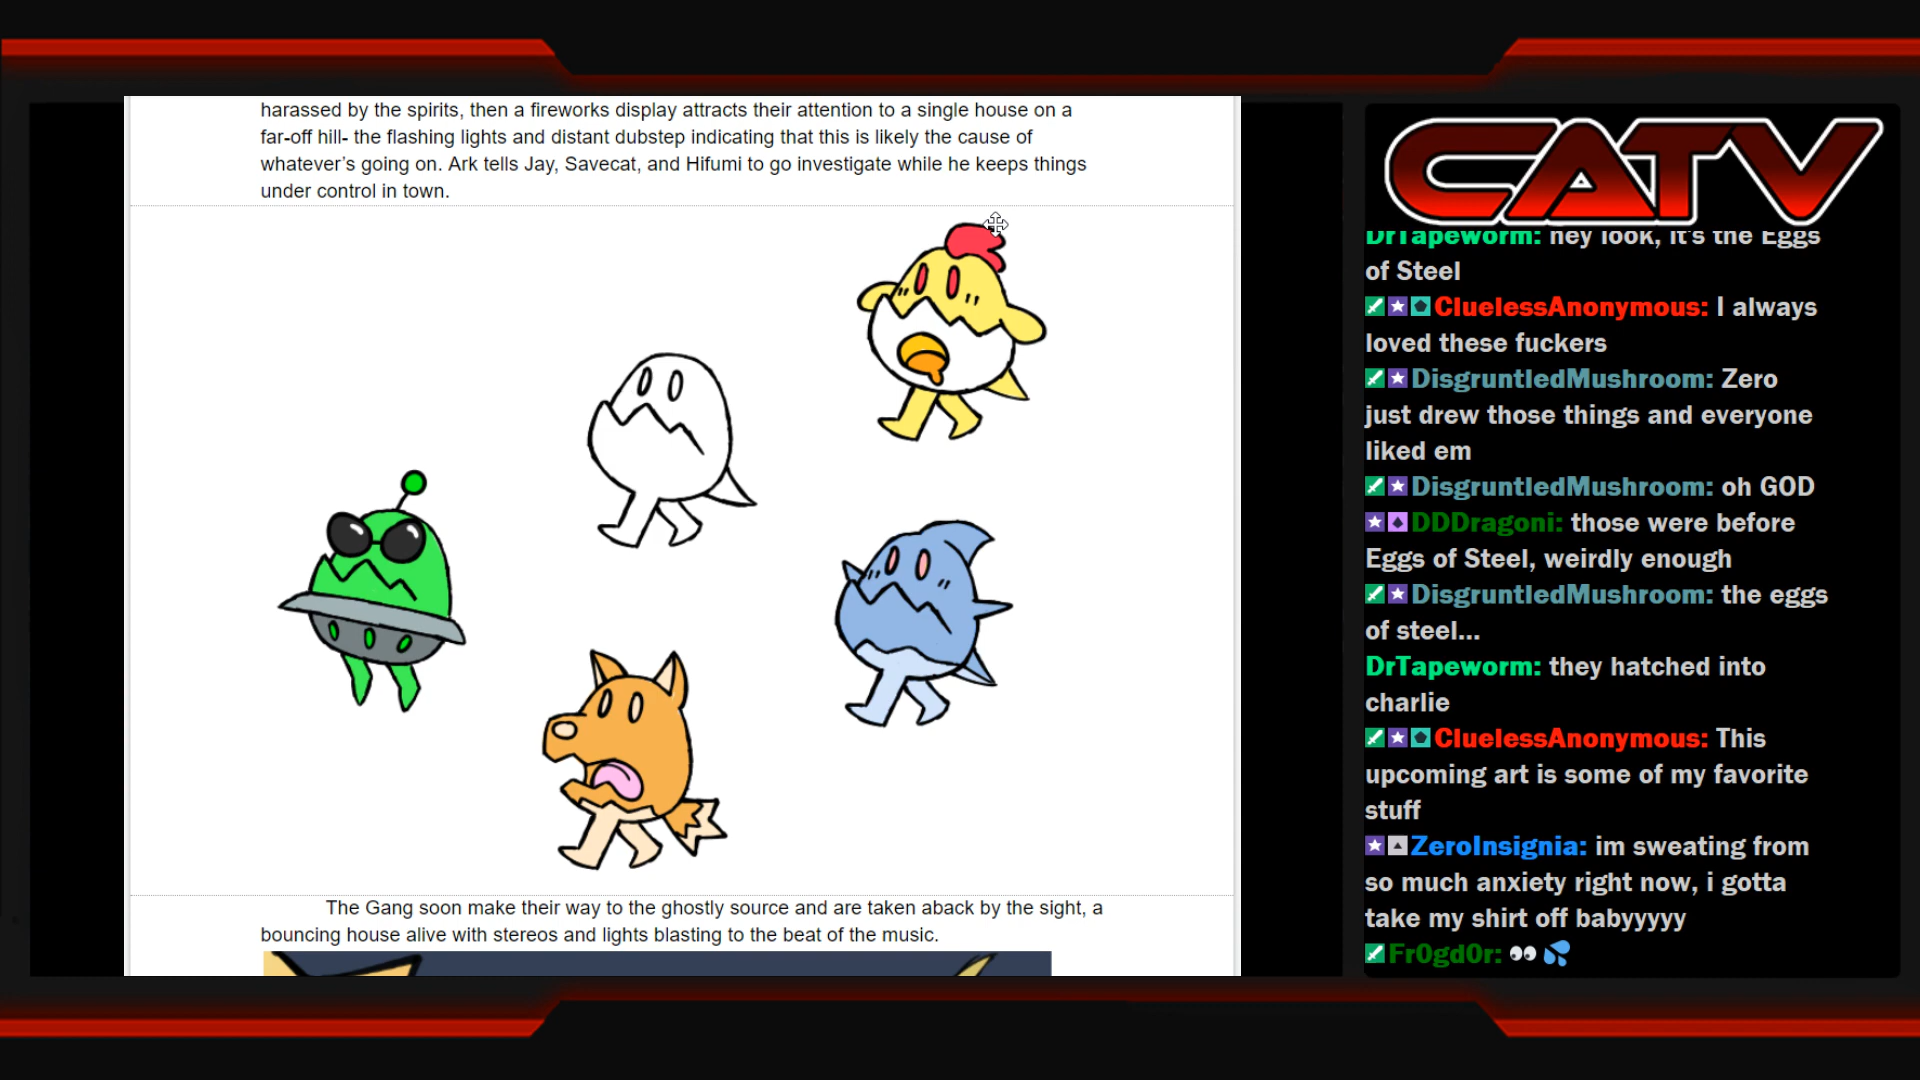 harassed by the spirits, then a fireworks display attracts their attention to a single house on a
far-off hill- the flashing lights and distant dubstep indicating that this is likely the cause of
whatever's going on. Ark tells Jay, Savecat, and Hifumi to go investigate while he keeps things
under control in town.
The Gang soon make their way to the ghostly source and are taken aback by the sight, a
bouncing house alive with stereos and lights blasting to the beat of the music.
CATV
DrTapeworm: hey look, it's the Eggs
of Steel
CluelessAnonymous: I always
loved these fuckers
DisgruntledMushroom: Zero
just drew those things and everyone
liked em
DisgruntledMushroom: oh GOD
DDDragoni: those were before
Eggs of Steel, weirdly enough
DisgruntledMushroom: the eggs
of steel...
DrTapeworm: they hatched into
charlie
CluelessAnonymous: This
upcoming art is some of my favorite
stuff
ZeroInsignia: im sweating from
so much anxiety right now, i gotta
take my shirt off babyyyyy
Fr0gd0r: 👀💦